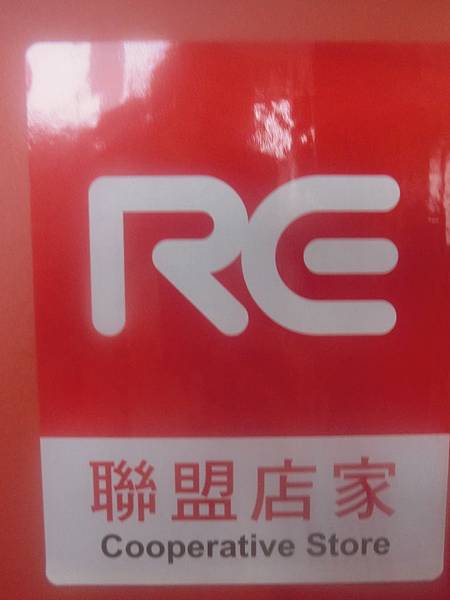 RE
聯盟店家
Cooperative Store